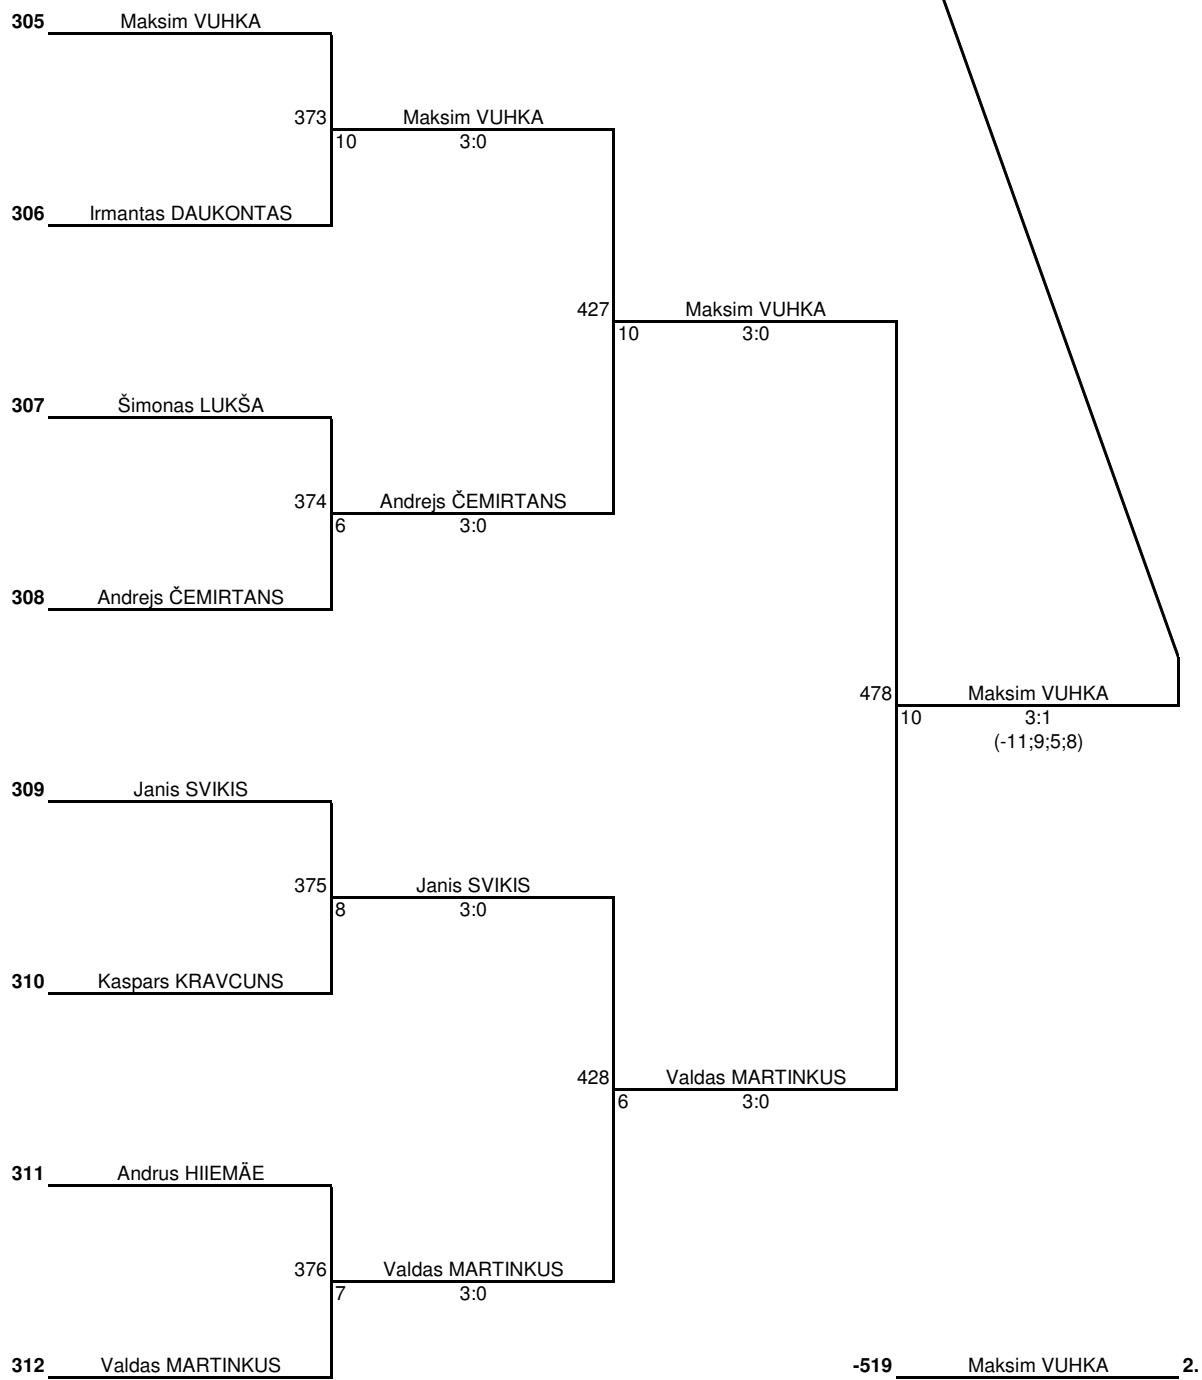 305 Maksim VUHKA
373 Maksim VUHKA
10 3:0
306 Irmantas DAUKONTAS
427 Maksim VUHKA
10 3:0
307 Šimonas LUKŠA
374 Andrejs ČEMIRTANS
6 3:0
308 Andrejs ČEMIRTANS
478 Maksim VUHKA
10 3:1
(-11;9;5;8)
309 Janis SVIKIS
375 Janis SVIKIS
8 3:0
310 Kaspars KRAVCUNS
428 Valdas MARTINKUS
6 3:0
311 Andrus HIIEMÄE
376 Valdas MARTINKUS
7 3:0
312 Valdas MARTINKUS
-519 Maksim VUHKA 2.